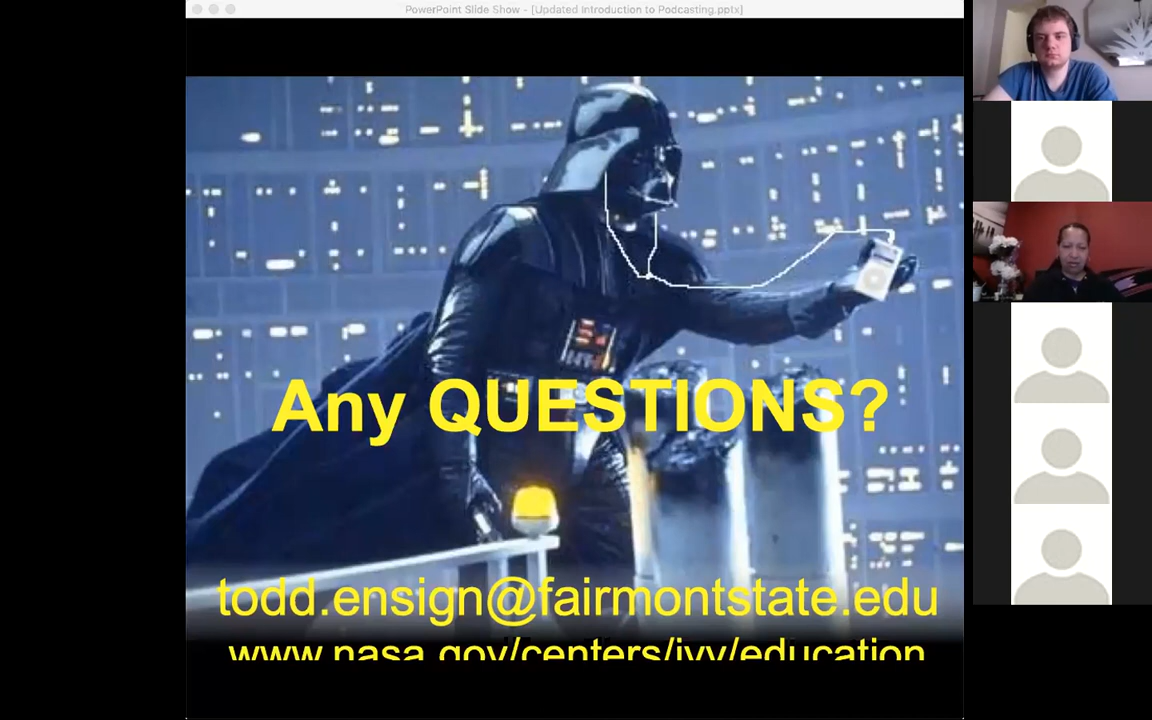 PowerPoint Slide Show - [Updated Introduction to Podcasting.pptx]
Any QUESTIONS?
todd.ensign@fairmontstate.edu
www.nasa.gov/centers/ivv/education